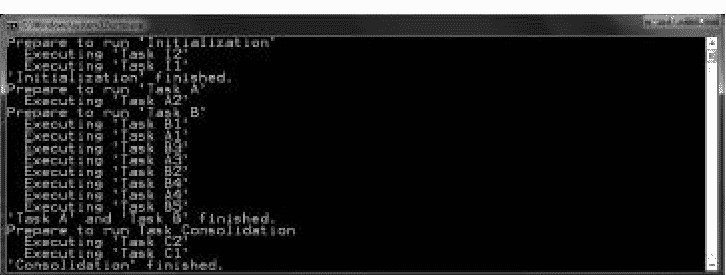 Prepare to run 'Initialization'
Executing 'Task I2'
Executing 'Task I1'
'Initialization' finished.
Prepare to run 'Task A'
Executing 'Task A2'
Prepare to run 'Task B'
Executing 'Task B1'
Executing 'Task A1'
Executing 'Task B3'
Executing 'Task A3'
Executing 'Task B2'
Executing 'Task B4'
Executing 'Task A4'
Executing 'Task B5'
'Task A' and 'Task B' finished.
Prepare to run Task Consolidation
Executing 'Task C2'
Executing 'Task C1'
'Consolidation' finished.